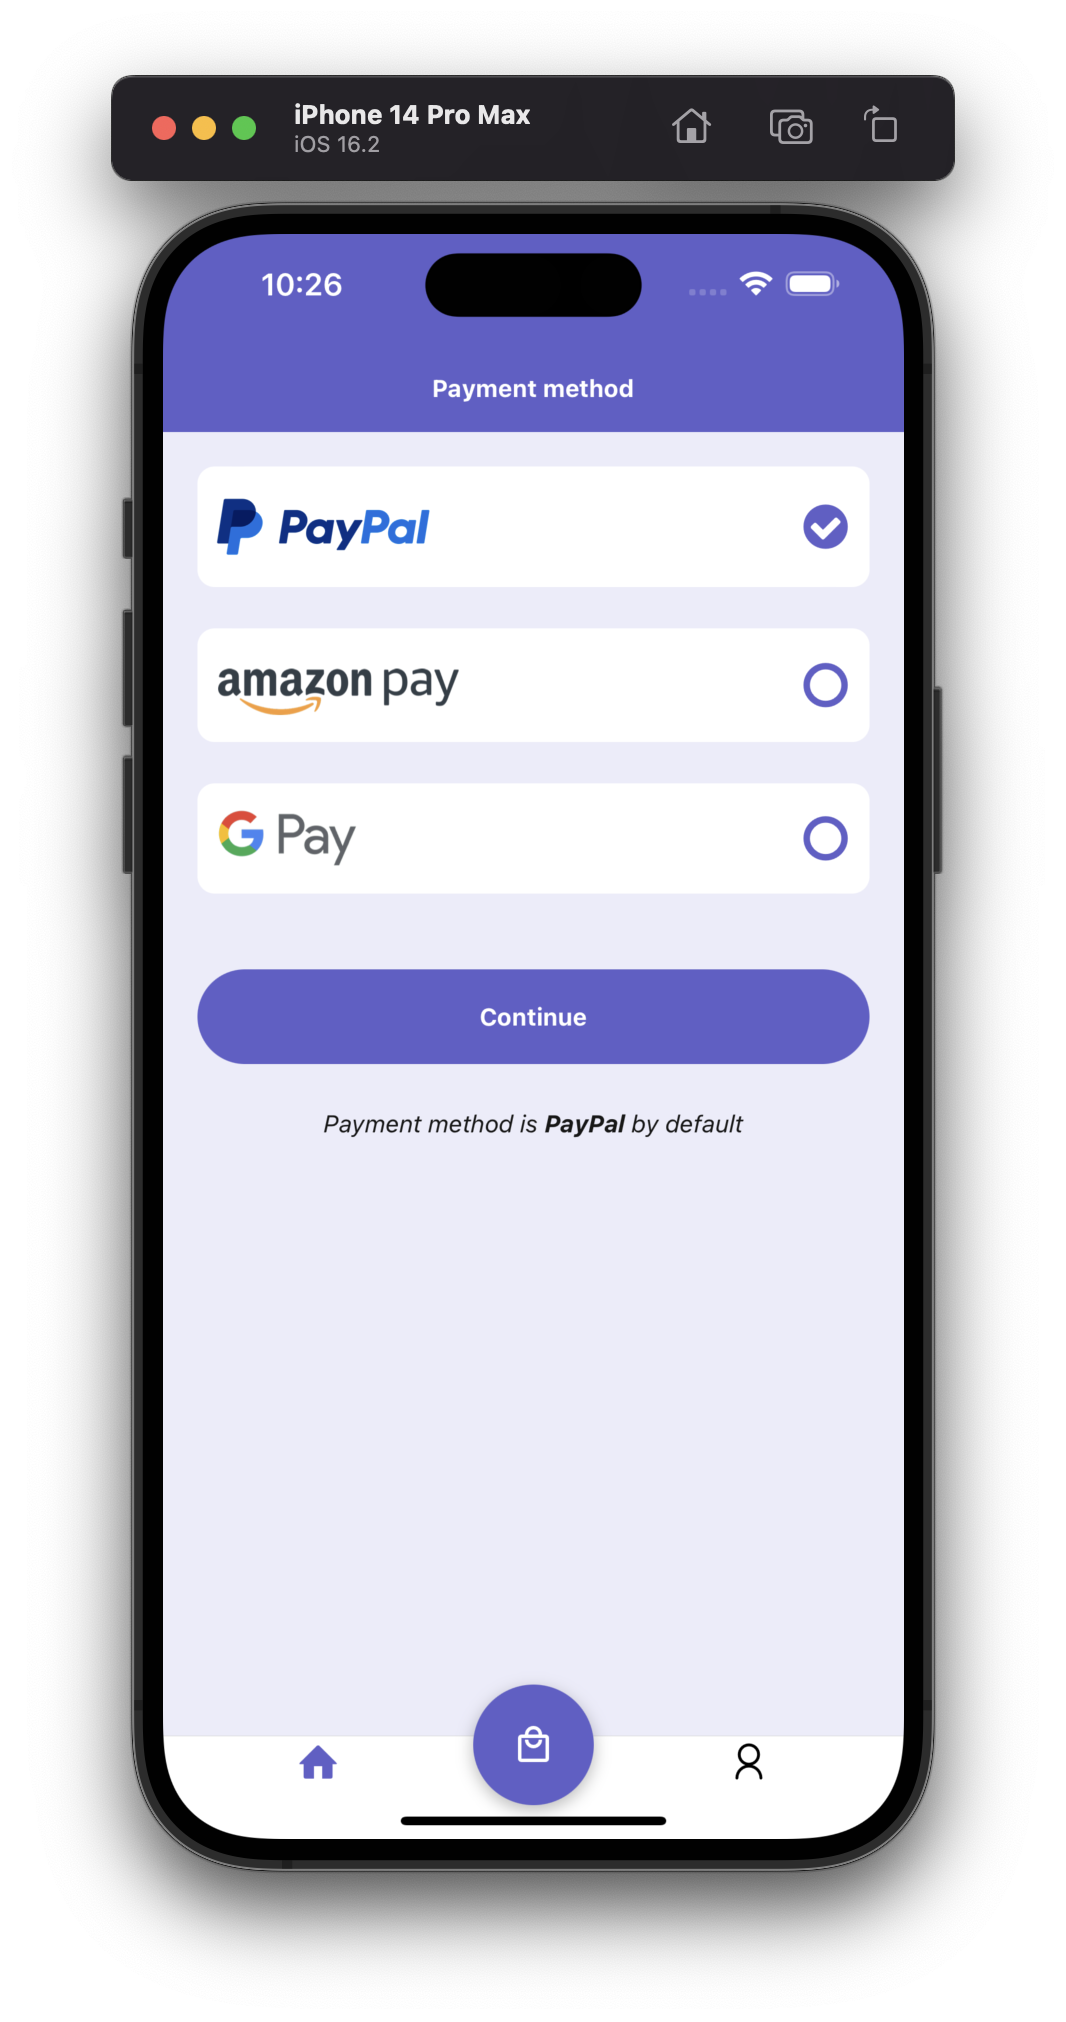 iPhone 14 Pro Max
iOS 16.2
10:26
Payment method
PayPal
amazon pay
G Pay
Continue
Payment method is PayPal by default